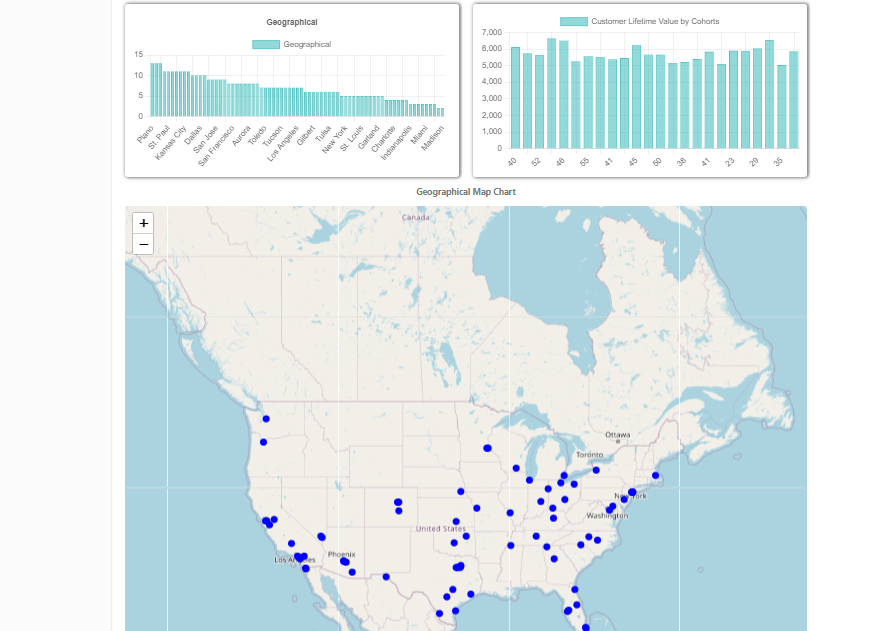 Geographical
Geographical
15
10
5
0
Plano
St. Paul
Kansas City
Dallas
San Jose
San Francisco
Aurora
Toledo
Tucson
Los Angeles
Gilbert
Tulsa
New York
St. Louis
Garland
Charlotte
Indianapolis
Miami
Madison
Customer Lifetime Value by Cohorts
7,000
6,000
5,000
4,000
3,000
2,000
1,000
0
40
52
46
55
41
45
50
38
41
23
29
35
Geographical Map Chart
+
−
Canada
Ottawa
Toronto
New York
Washington
United States
Phoenix
Los Angeles